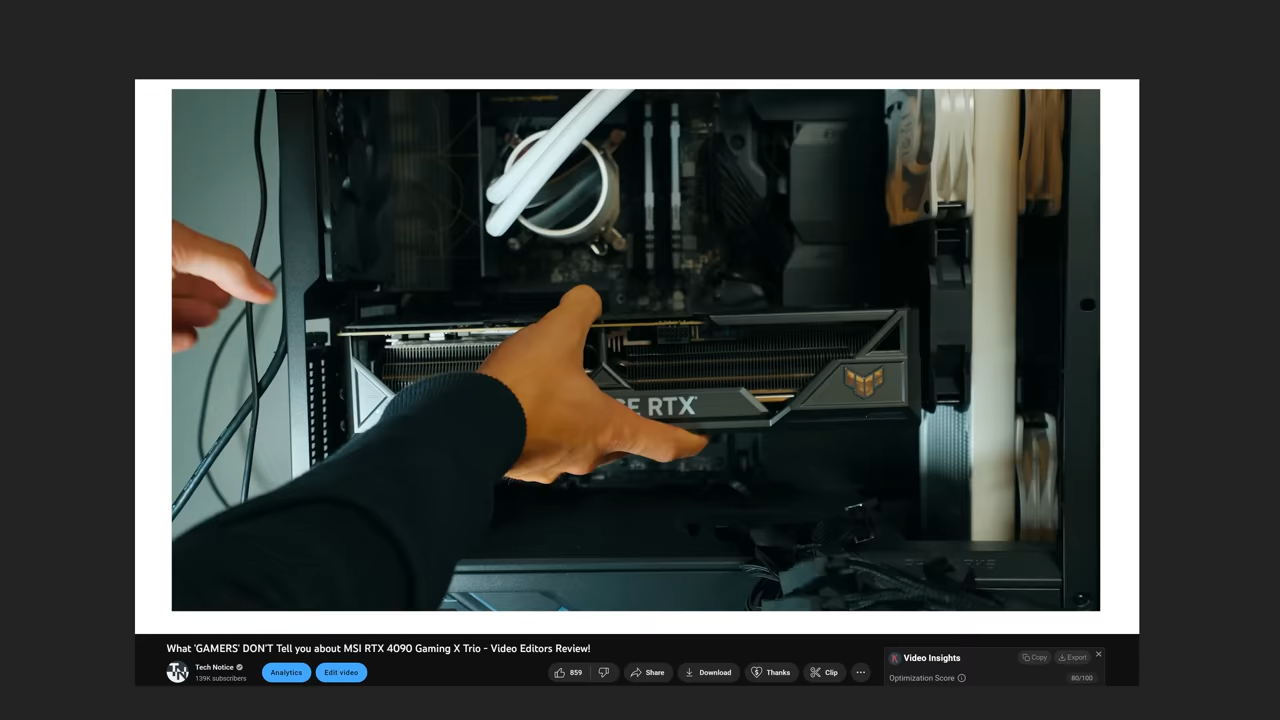 CE RTX
What 'GAMERS' DON'T Tell you about MSI RTX 4090 Gaming X Trio - Video Editors Review!
Tech Notice
139K subscribers
Analytics
Edit video
859
Share
Download
Thanks
Clip
Video Insights
Copy
Export
Optimization Score
80/100